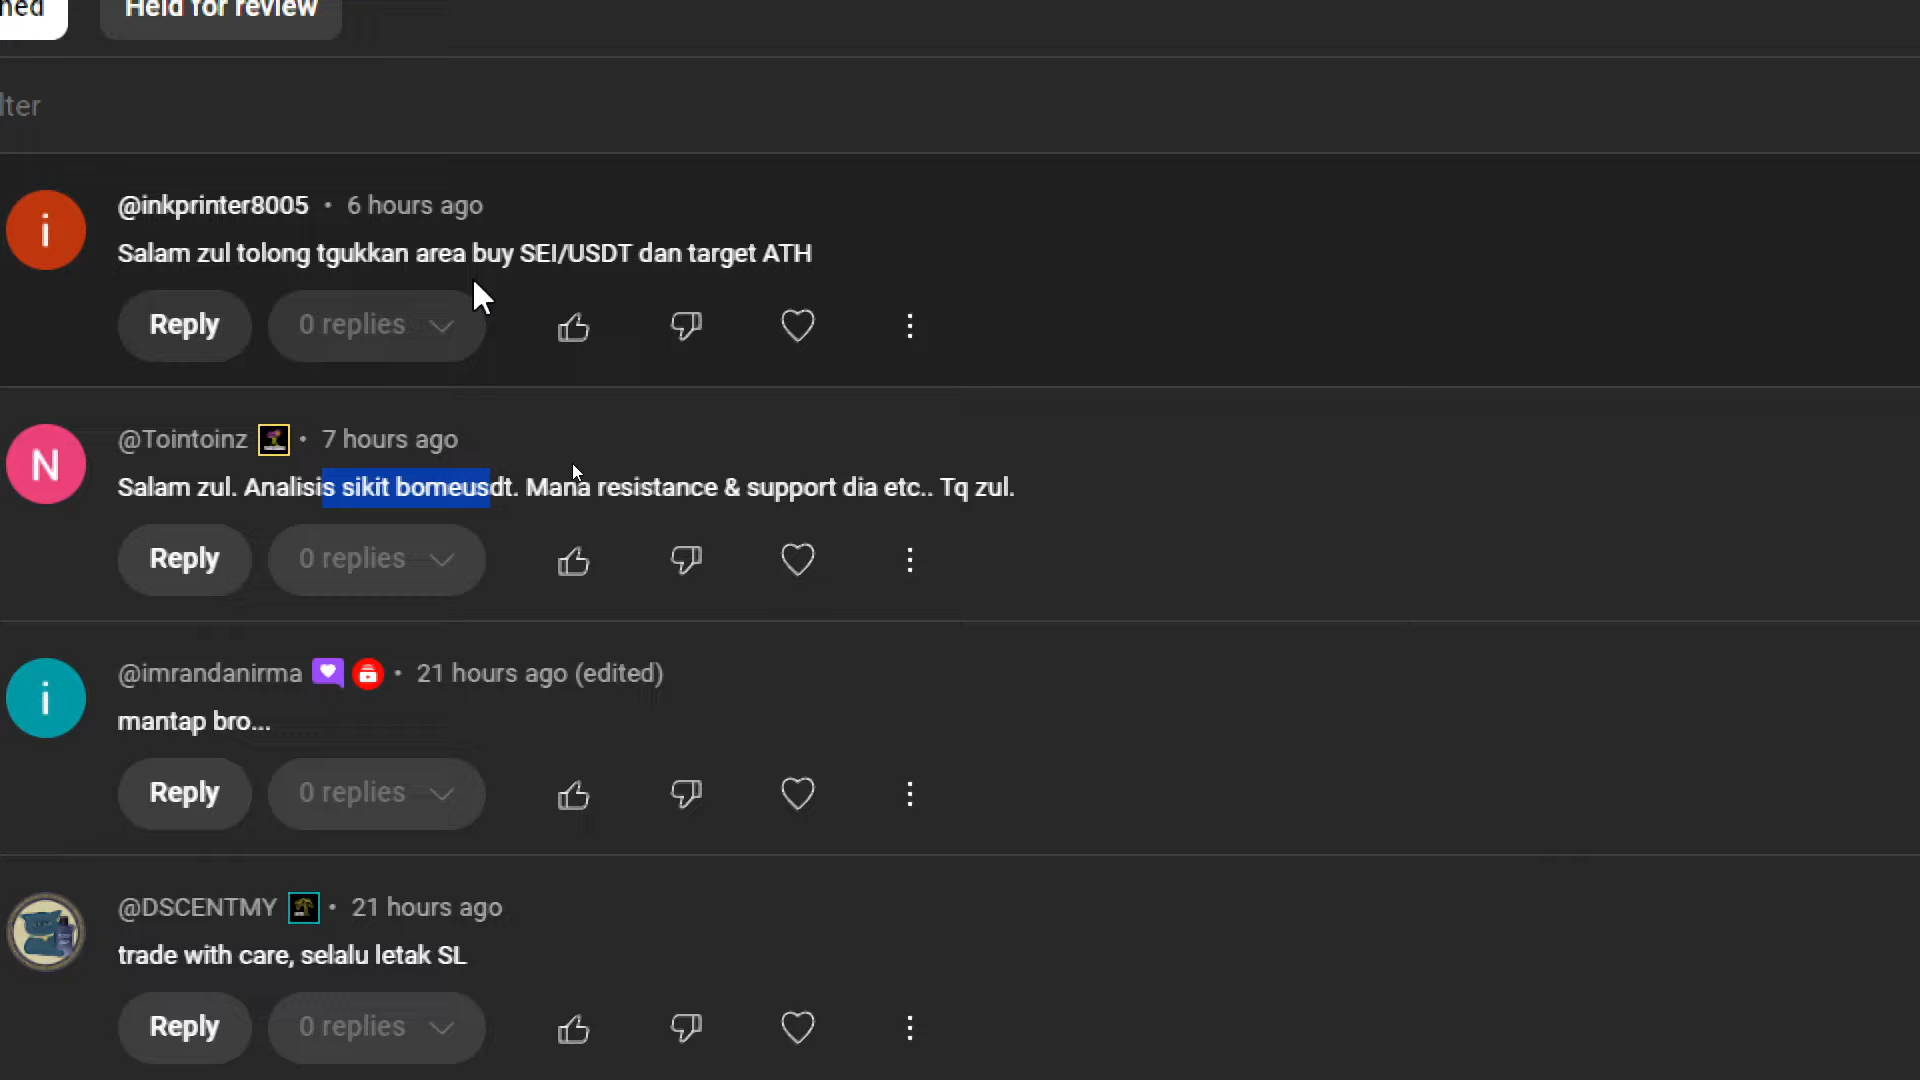 Held for review
@inkprinter8005 • 6 hours ago
Salam zul tolong tgukkan area buy SEI/USDT dan target ATH
Reply 0 replies
@Tointoinz • 7 hours ago
Salam zul. Analisis sikit bomeusdt. Mana resistance & support dia etc.. Tq zul.
Reply 0 replies
@imrandanirma • 21 hours ago (edited)
mantap bro...
Reply 0 replies
@DSCENTMY • 21 hours ago
trade with care, selalu letak SL
Reply 0 replies